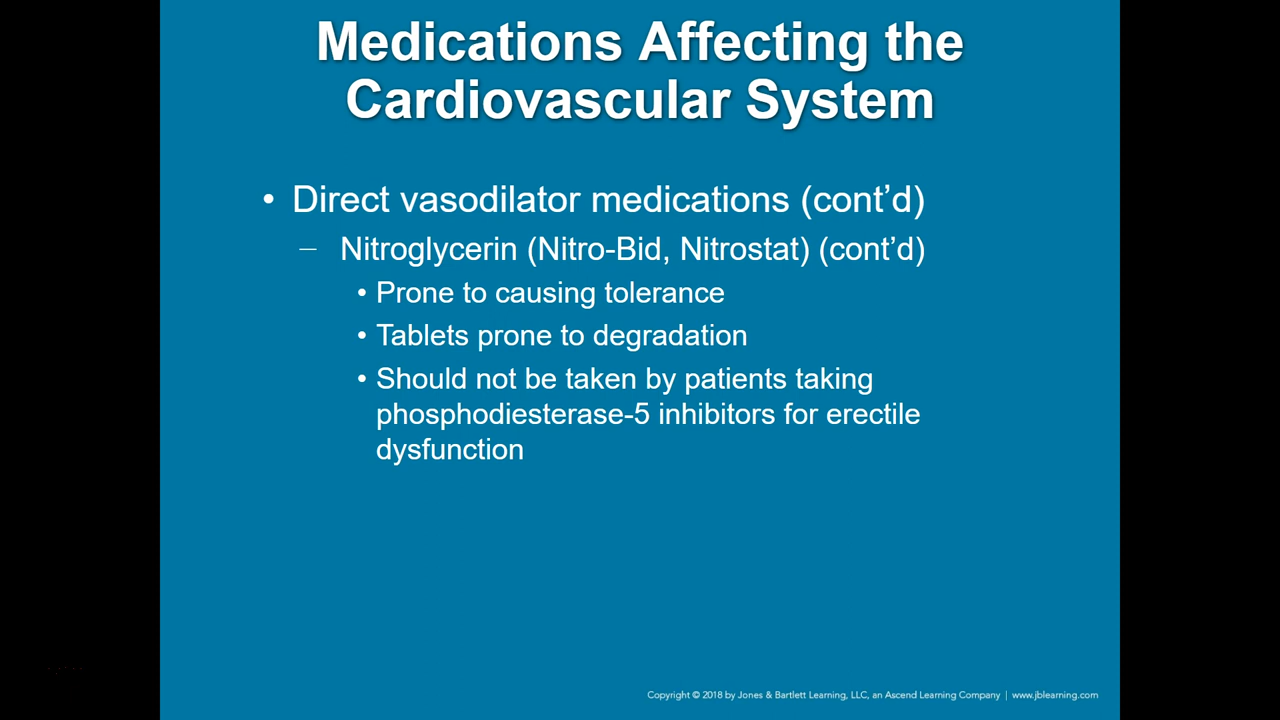 Medications Affecting the
Cardiovascular System
• Direct vasodilator medications (cont’d)
– Nitroglycerin (Nitro-Bid, Nitrostat) (cont’d)
• Prone to causing tolerance
• Tablets prone to degradation
• Should not be taken by patients taking
phosphodiesterase-5 inhibitors for erectile
dysfunction
Copyright © 2018 by Jones & Bartlett Learning, LLC, an Ascend Learning Company | www.jblearning.com